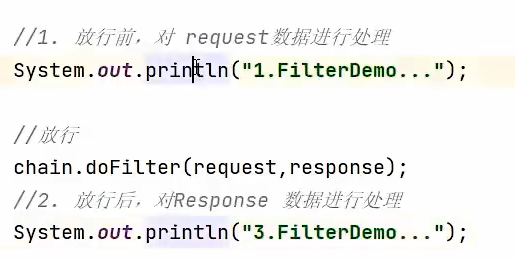 //1. 放行前，对 request数据进行处理
System.out.println("1.FilterDemo...");
//放行
chain.doFilter(request,response);
//2. 放行后，对Response 数据进行处理
System.out.println("3.FilterDemo...");